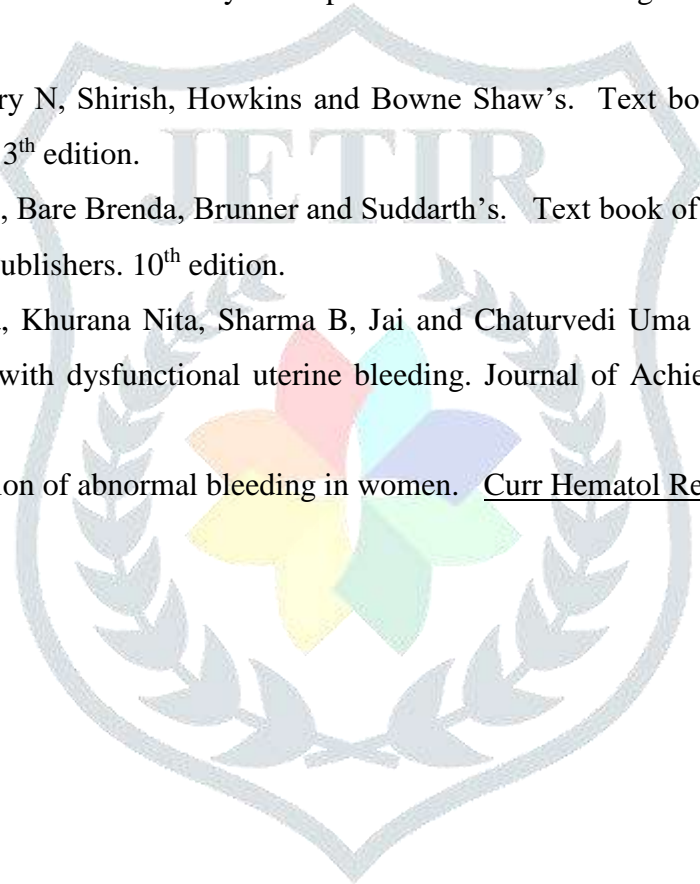 ry N, Shirish, Howkins and Bowne Shaw's. Text bo
3th edition.
, Bare Brenda, Brunner and Suddarth's. Text book of
ublishers. 10th edition.
, Khurana Nita, Sharma B, Jai and Chaturvedi Uma
with dysfunctional uterine bleeding. Journal of Achie
ion of abnormal bleeding in women. Curr Hematol Re
JETIR